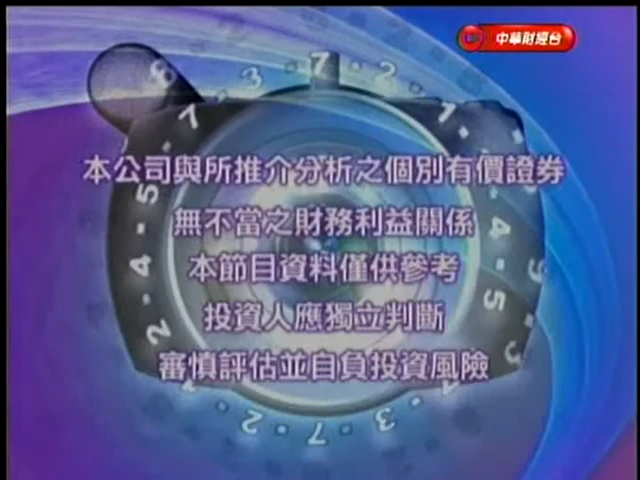 中華財經台
本公司與所推介分析之個別有價證券
無不當之財務利益關係
本節目資料僅供參考
投資人應獨立判斷
審慎評估並自負投資風險